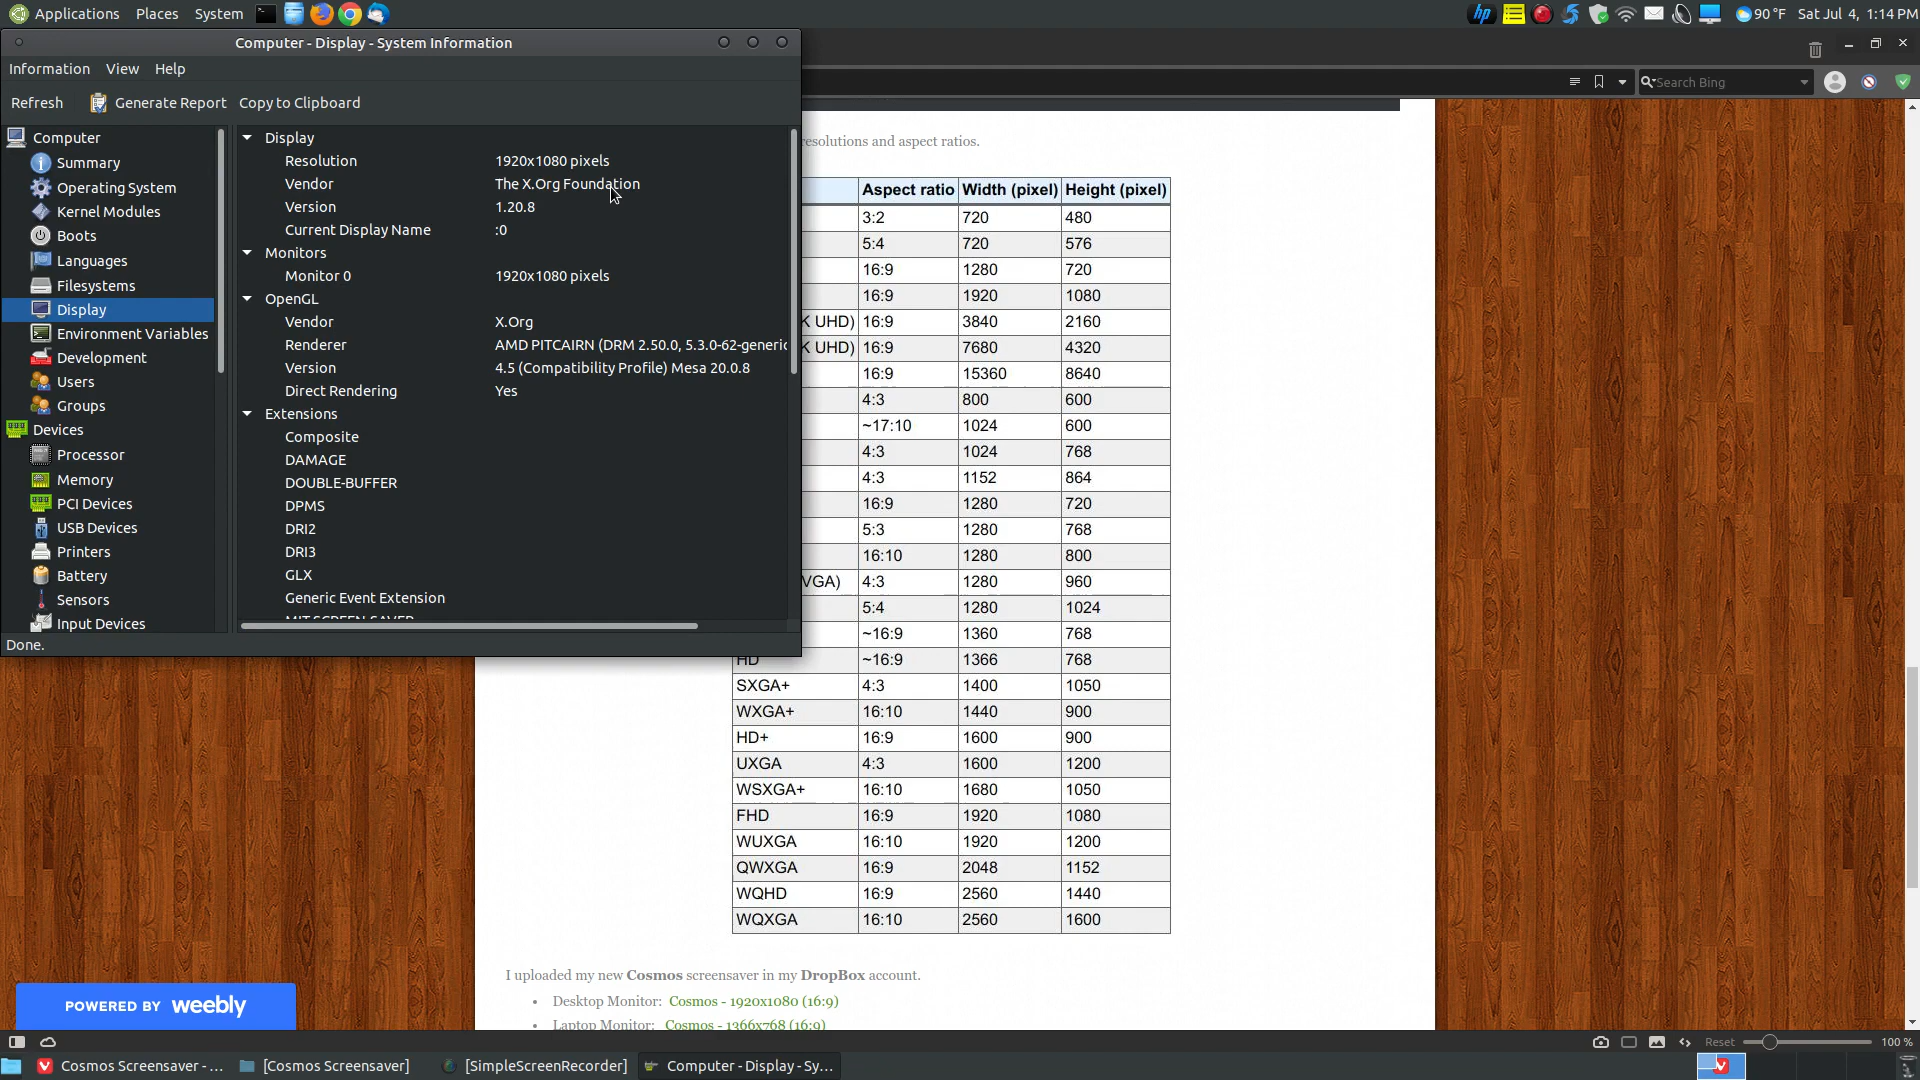 Applications Places System 90 °F Sat Jul 4, 1:14 PM
Computer - Display - System Information
Information View Help
Search Bing
Refresh Generate Report Copy to Clipboard
Computer
Summary
Operating System
Kernel Modules
Boots
Languages
Filesystems
Display
Environment Variables
Development
Users
Groups
Devices
Processor
Memory
PCI Devices
USB Devices
Printers
Battery
Sensors
Input Devices
Display
Resolution 1920x1080 pixels
Vendor The X.Org Foundation
Version 1.20.8
Current Display Name :0
Monitors
Monitor 0 1920x1080 pixels
OpenGL
Vendor X.Org
Renderer AMD PITCAIRN (DRM 2.50.0, 5.3.0-62-generic
Version 4.5 (Compatibility Profile) Mesa 20.0.8
Direct Rendering Yes
Extensions
Composite
DAMAGE
DOUBLE-BUFFER
DPMS
DRI2
DRI3
GLX
Generic Event Extension
MIT-SCREEN-SAVER
Done.
resolutions and aspect ratios.
Aspect ratio Width (pixel) Height (pixel)
3:2 720 480
5:4 720 576
16:9 1280 720
16:9 1920 1080
K UHD) 16:9 3840 2160
K UHD) 16:9 7680 4320
16:9 15360 8640
4:3 800 600
~17:10 1024 600
4:3 1024 768
4:3 1152 864
16:9 1280 720
5:3 1280 768
16:10 1280 800
VGA) 4:3 1280 960
5:4 1280 1024
~16:9 1360 768
HD ~16:9 1366 768
SXGA+ 4:3 1400 1050
WXGA+ 16:10 1440 900
HD+ 16:9 1600 900
UXGA 4:3 1600 1200
WSXGA+ 16:10 1680 1050
FHD 16:9 1920 1080
WUXGA 16:10 1920 1200
QWXGA 16:9 2048 1152
WQHD 16:9 2560 1440
WQXGA 16:10 2560 1600
I uploaded my new Cosmos screensaver in my DropBox account.
• Desktop Monitor: Cosmos - 1920x1080 (16:9)
• Laptop Monitor: Cosmos - 1366x768 (16:9)
POWERED BY weebly
Reset 100 %
Cosmos Screensaver - ... [Cosmos Screensaver] [SimpleScreenRecorder] Computer - Display - Sy...